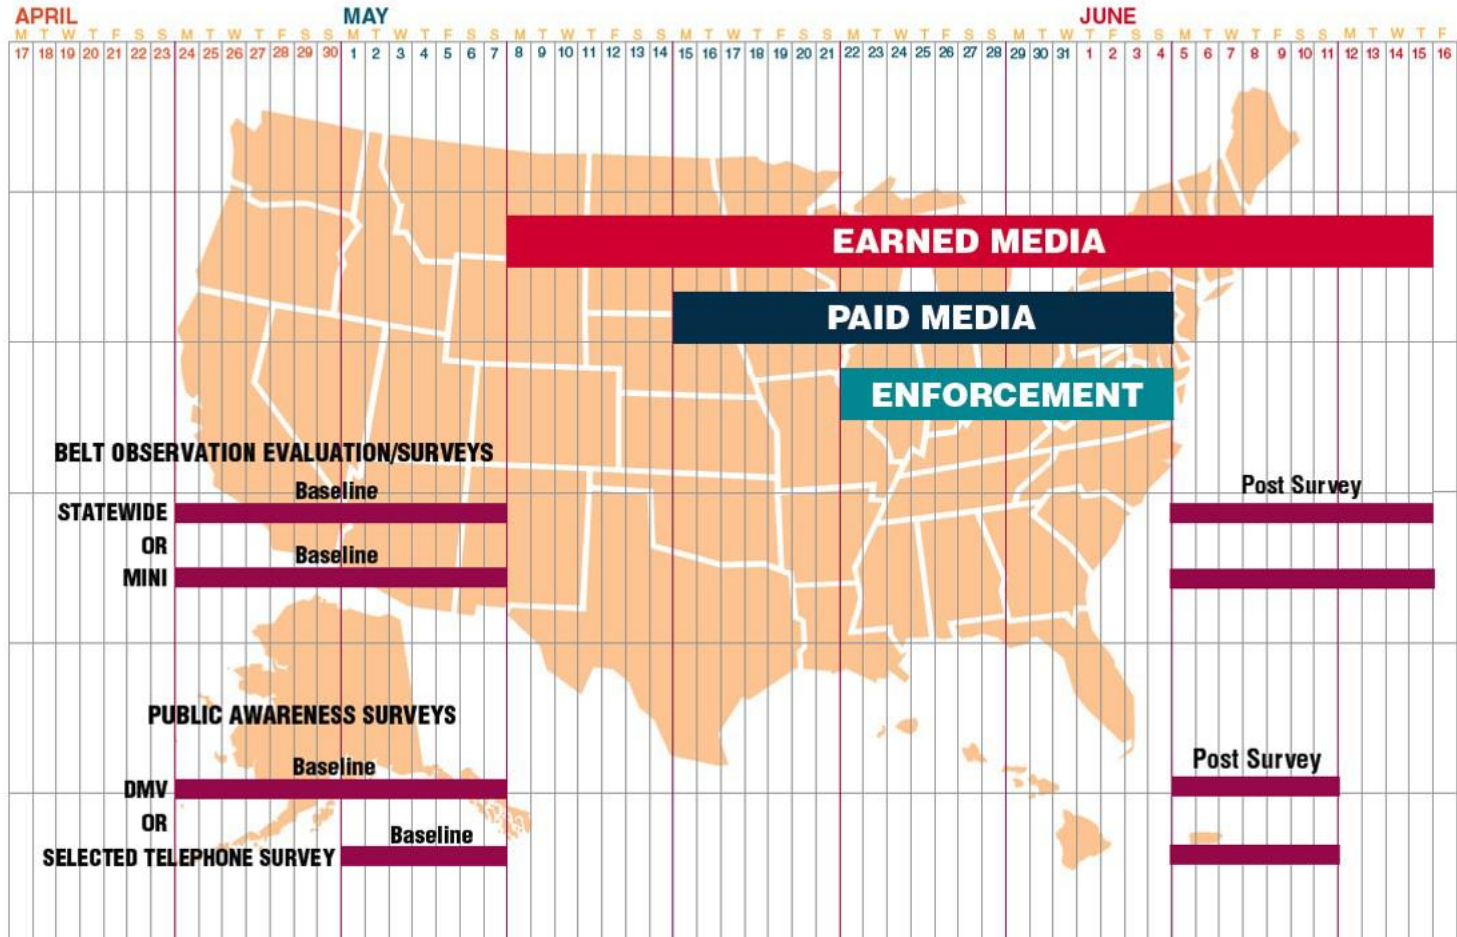 APRIL MAY JUNE
M T W T F S S M T W T F S S M T W T F S S M T W T F S S M T W T F S S M T W T F S S M T W T F S S M T W T F S S M T W T F
17 18 19 20 21 22 23 24 25 26 27 28 29 30 1 2 3 4 5 6 7 8 9 10 11 12 13 14 15 16 17 18 19 20 21 22 23 24 25 26 27 28 29 30 31 1 2 3 4 5 6 7 8 9 10 11 12 13 14 15 16
EARNED MEDIA
PAID MEDIA
ENFORCEMENT
BELT OBSERVATION EVALUATION/SURVEYS
Baseline Post Survey
STATEWIDE
OR
Baseline
MINI
PUBLIC AWARENESS SURVEYS
Baseline Post Survey
DMV
OR
Baseline
SELECTED TELEPHONE SURVEY